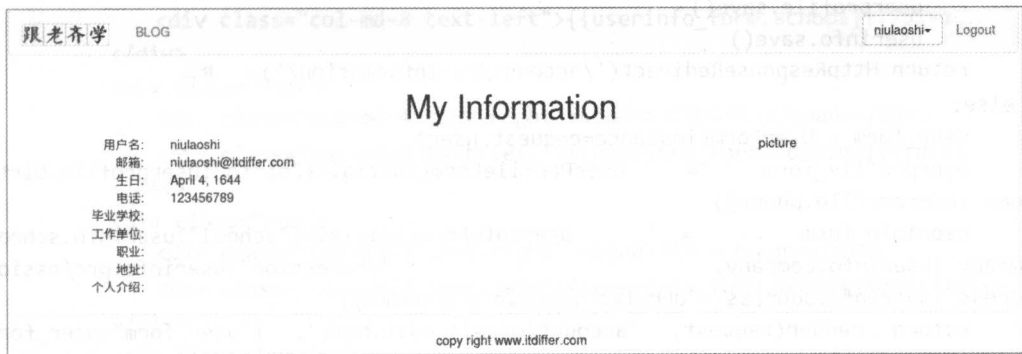 跟老齐学 BLOG niulaoshi Logout
My Information
用户名: niulaoshi picture
邮箱: niulaoshi@itdiffer.com
生日: April 4, 1644
电话: 123456789
毕业学校:
工作单位:
职业:
地址:
个人介绍:
copy right www.itdiffer.com